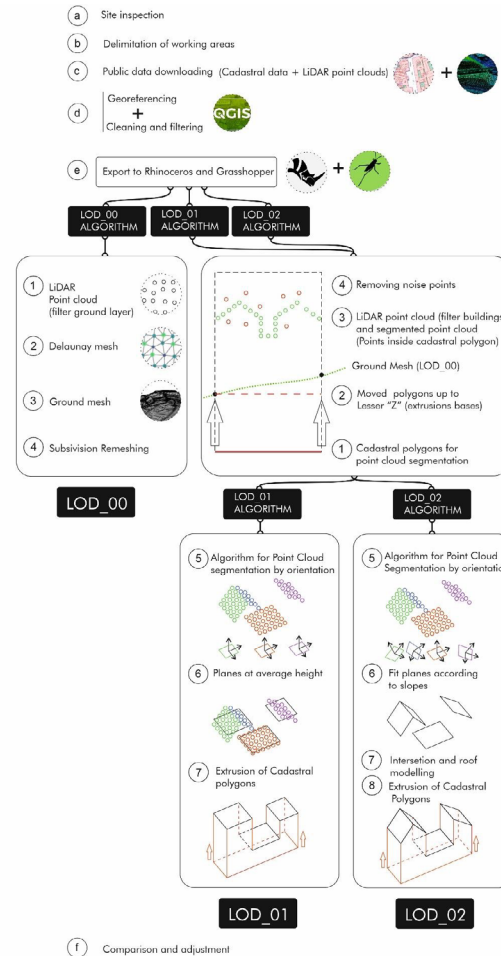 a Site inspection
b Delimitation of working areas
c Public data downloading (Cadastral data + LiDAR point clouds) +
d Georeferencing
+
Cleaning and filtering
QGIS
e Export to Rhinoceros and Grasshopper +
LOD_00
ALGORITHM
LOD_01
ALGORITHM
LOD_02
ALGORITHM
1 LiDAR
Point cloud
(filter ground layer)
2 Delaunay mesh
3 Ground mesh
4 Subsivision Remeshing
LOD_00
4 Removing noise points
3 LiDAR point cloud (filter buildings
and segmented point cloud
(Points inside cadastral polygon)
Ground Mesh (LOD_00)
2 Moved polygons up to
Lesser "Z" (extrusions bases)
1 Cadastral polygons for
point cloud segmentation
LOD_01
ALGORITHM
LOD_02
ALGORITHM
5 Algorithm for Point Cloud
segmentation by orientation
6 Planes at average height
7 Extrusion of Cadastral
polygons
LOD_01
5 Algorithm for Point Cloud
Segmentation by orientatio
6 Fit planes according
to slopes
7 Intersetion and roof
modelling
8 Extrusion of Cadastral
Polygons
LOD_02
f Comparison and adjustment